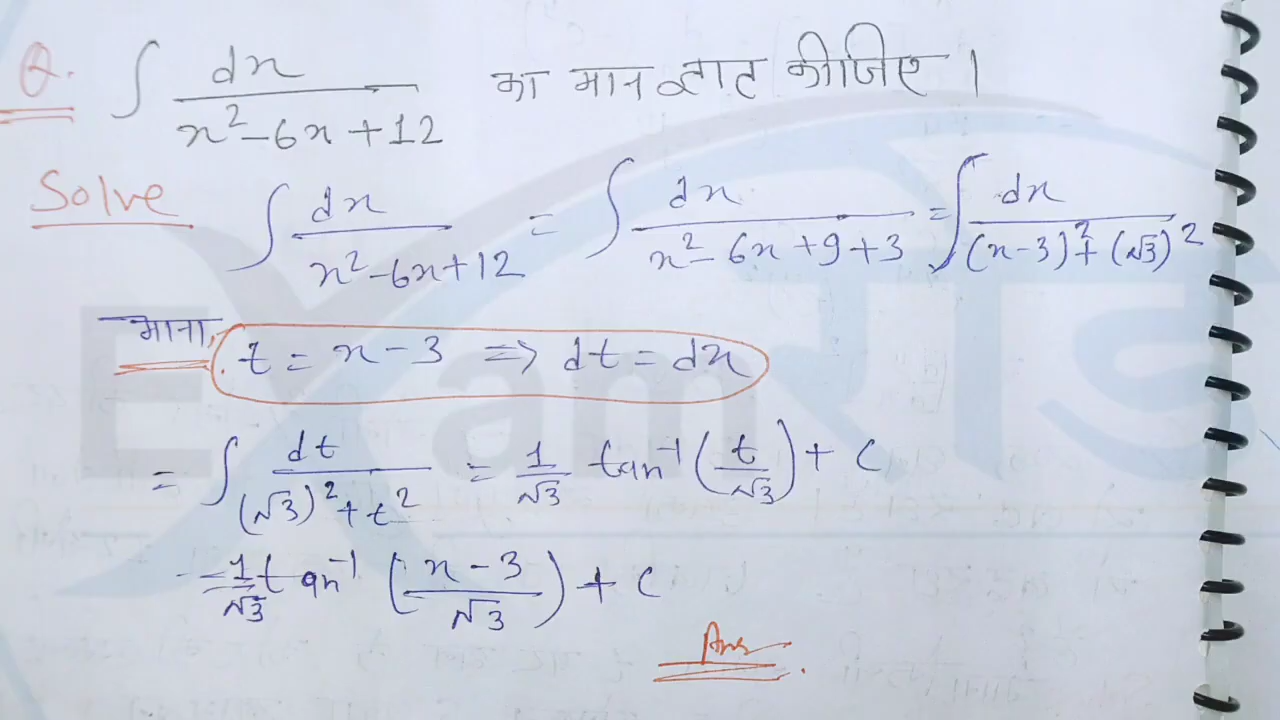 Q. ∫ dx / (x² - 6x + 12) का मान ज्ञात कीजिए ।
Solve ∫ dx / (x² - 6x + 12) = ∫ dx / (x² - 6x + 9 + 3) = ∫ dx / ((x-3)² + (√3)²)
माना, t = x - 3 ⇒ dt = dx
= ∫ dt / ((√3)² + t²) = 1/√3 tan⁻¹ (t/√3) + C
= 1/√3 tan⁻¹ ((x - 3)/√3) + C
Ans.
Examराड